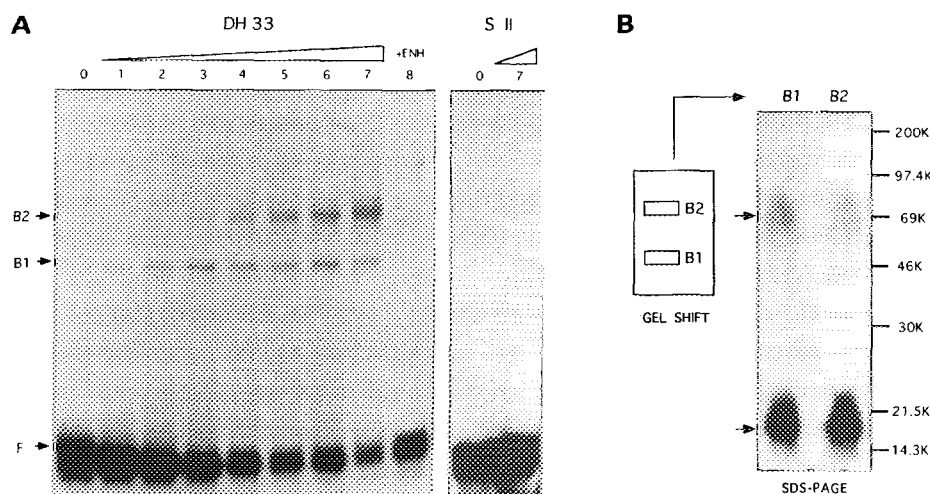 A
DH 33
S II
B
+ENH
0 1 2 3 4 5 6 7 8
0 7
B1 B2
200K
97.4K
B2
B2
69K
B1
B1
46K
GEL SHIFT
30K
F
21.5K
14.3K
SDS-PAGE